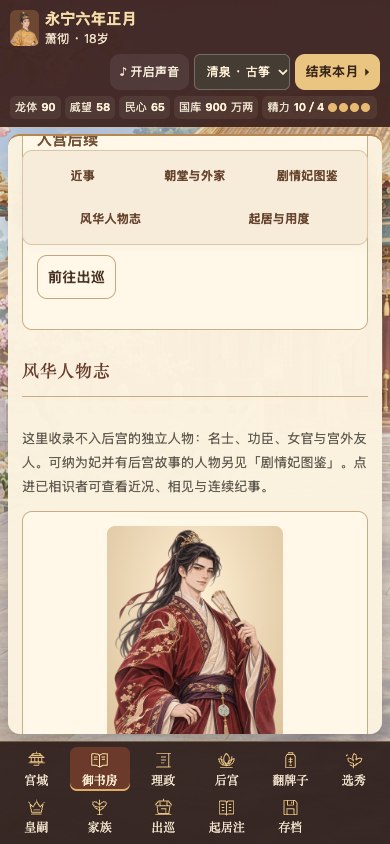 永宁六年正月
萧彻 · 18岁
♪ 开启声音
清泉 · 古筝
结束本月
龙体 90 威望 58 民心 65 国库 900 万两 精力 10 / 4
入宫后续
近事 朝堂与外家 剧情妃图鉴
风华人物志 起居与用度
前往出巡
风华人物志
这里收录不入后宫的独立人物：名士、功臣、女官与宫外友
人。可纳为妃并有后宫故事的人物另见「剧情妃图鉴」。点
进已相识者可查看近况、相见与连续纪事。
宫城 御书房 理政 后宫 翻牌子 选秀
皇嗣 家族 出巡 起居注 存档